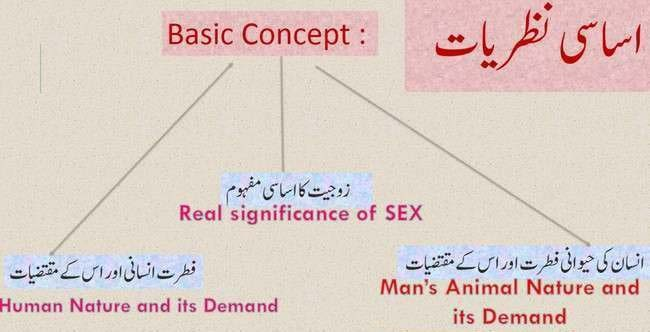 اساسی نظریات
Basic Concept :
زوجیت کا اساسی مفہوم
Real significance of SEX
انسان کی حیوانی فطرت اور اس کے مقتضیات
Man's Animal Nature and
its Demand
فطرت انسانی اور اس کے مقتضیات
Human Nature and its Demand